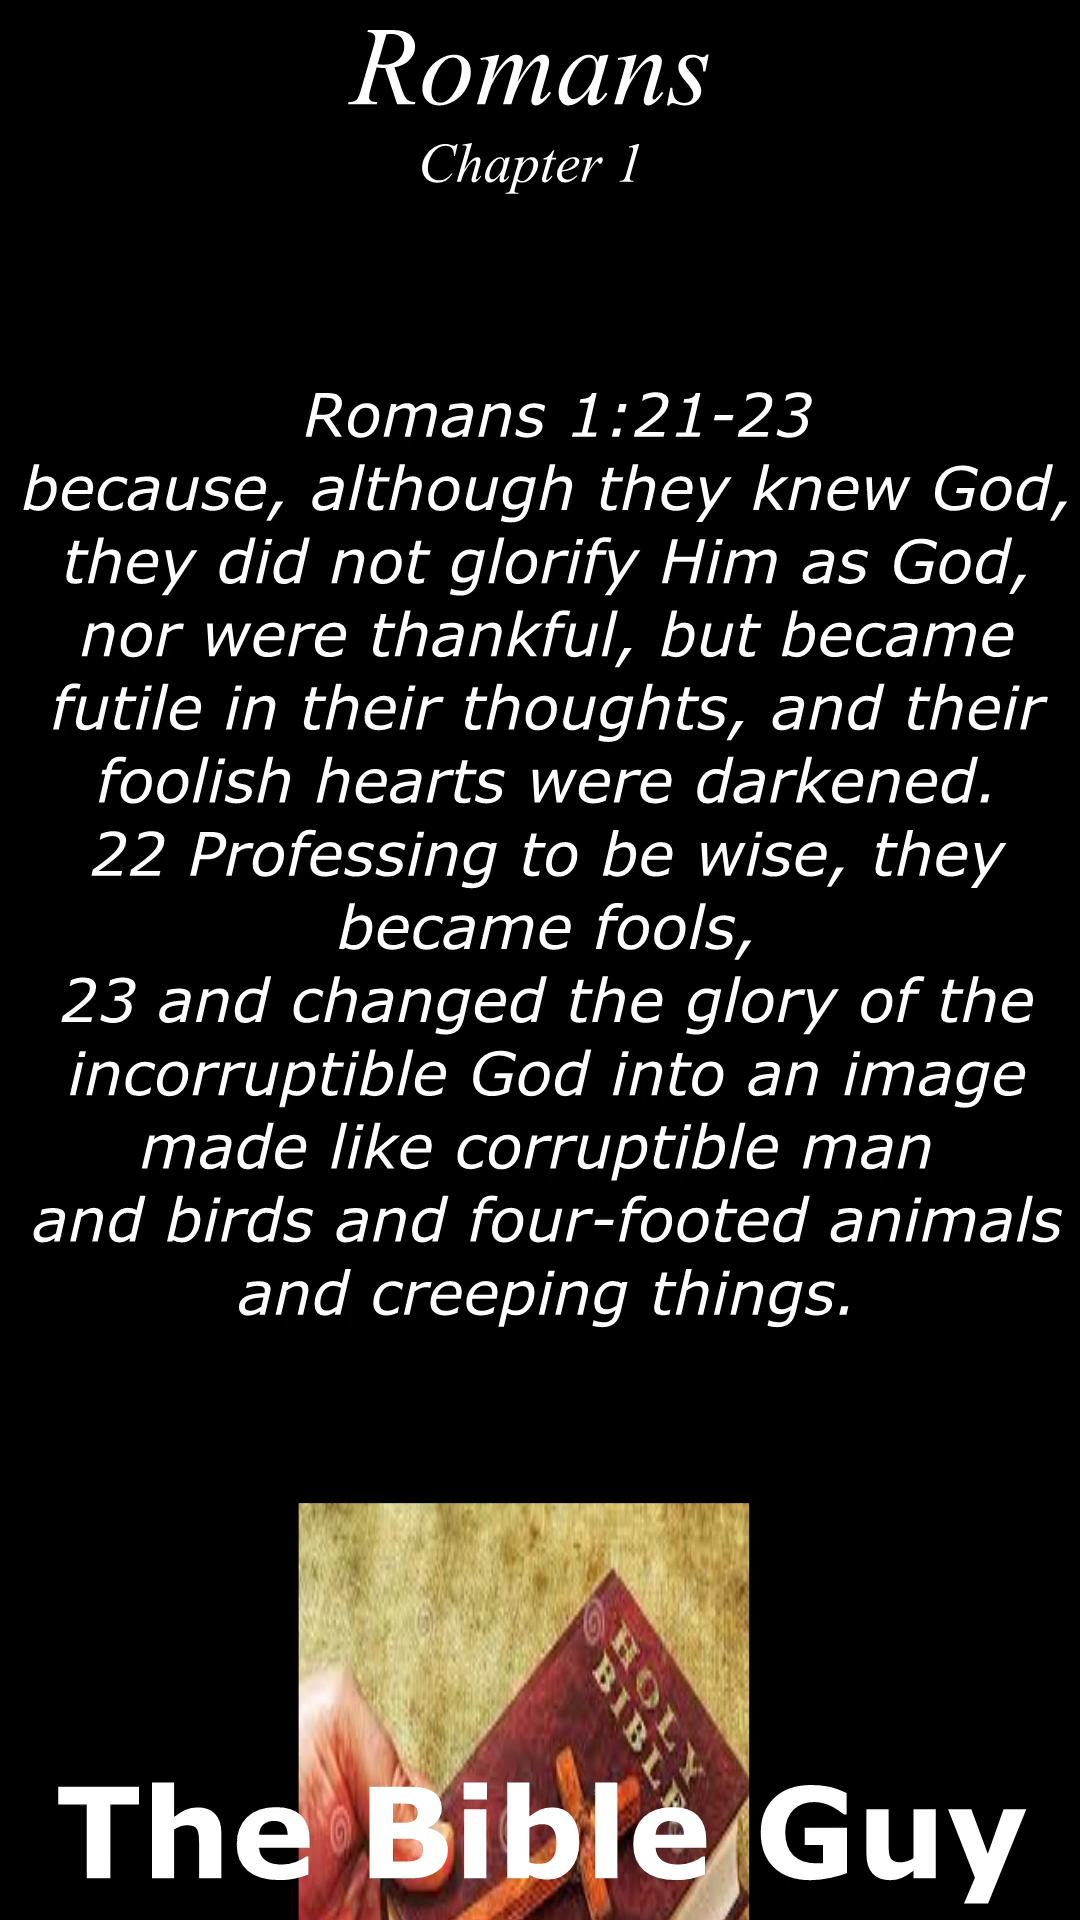 Romans
Chapter 1
Romans 1:21-23
because, although they knew God,
they did not glorify Him as God,
nor were thankful, but became
futile in their thoughts, and their
foolish hearts were darkened.
22 Professing to be wise, they
became fools,
23 and changed the glory of the
incorruptible God into an image
made like corruptible man
and birds and four-footed animals
and creeping things.
HOLY
BIBLE
The Bible Guy